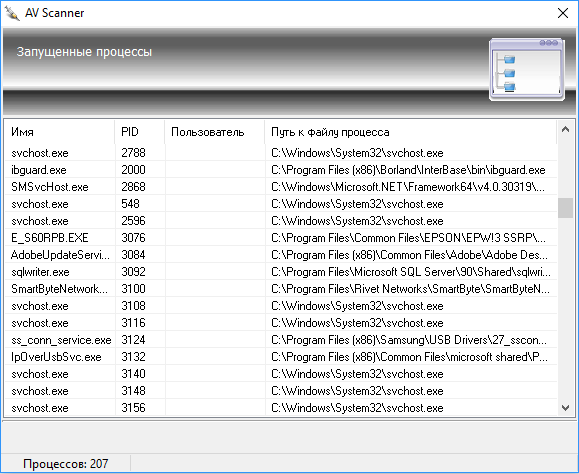 AV Scanner
Запущенные процессы
Имя PID Пользователь Путь к файлу процесса
svchost.exe 2788 C:\Windows\System32\svchost.exe
ibguard.exe 2000 C:\Program Files (x86)\Borland\InterBase\bin\ibguard.exe
SMSvcHost.exe 2868 C:\Windows\Microsoft.NET\Framework64\v4.0.30319\...
svchost.exe 548 C:\Windows\System32\svchost.exe
svchost.exe 2596 C:\Windows\System32\svchost.exe
E_S60RPB.EXE 3076 C:\Program Files\Common Files\EPSON\EPW!3 SSRP\...
AdobeUpdateServi... 3084 C:\Program Files (x86)\Common Files\Adobe\Adobe Des...
sqlwriter.exe 3092 C:\Program Files\Microsoft SQL Server\90\Shared\sqlwri...
SmartByteNetwork... 3100 C:\Program Files\Rivet Networks\SmartByte\SmartByteN...
svchost.exe 3108 C:\Windows\System32\svchost.exe
svchost.exe 3116 C:\Windows\System32\svchost.exe
ss_conn_service.exe 3124 C:\Program Files (x86)\Samsung\USB Drivers\27_sscon...
IpOverUsbSvc.exe 3132 C:\Program Files (x86)\Common Files\microsoft shared\P...
svchost.exe 3140 C:\Windows\System32\svchost.exe
svchost.exe 3148 C:\Windows\System32\svchost.exe
svchost.exe 3156 C:\Windows\System32\svchost.exe
Процессов: 207